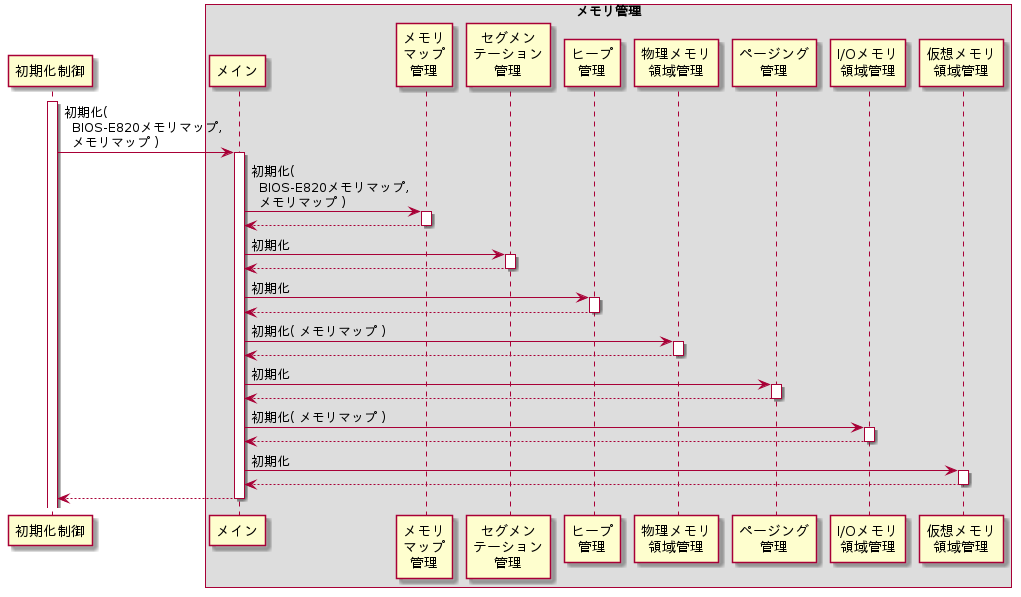 メモリ管理
初期化制御
メイン
メモリ
マップ
管理
セグメン
テーション
管理
ヒープ
管理
物理メモリ
領域管理
ページング
管理
I/Oメモリ
領域管理
仮想メモリ
領域管理
初期化(
BIOS-E820メモリマップ,
メモリマップ )
初期化(
BIOS-E820メモリマップ,
メモリマップ )
初期化
初期化
初期化( メモリマップ )
初期化
初期化( メモリマップ )
初期化
初期化制御
メイン
メモリ
マップ
管理
セグメン
テーション
管理
ヒープ
管理
物理メモリ
領域管理
ページング
管理
I/Oメモリ
領域管理
仮想メモリ
領域管理